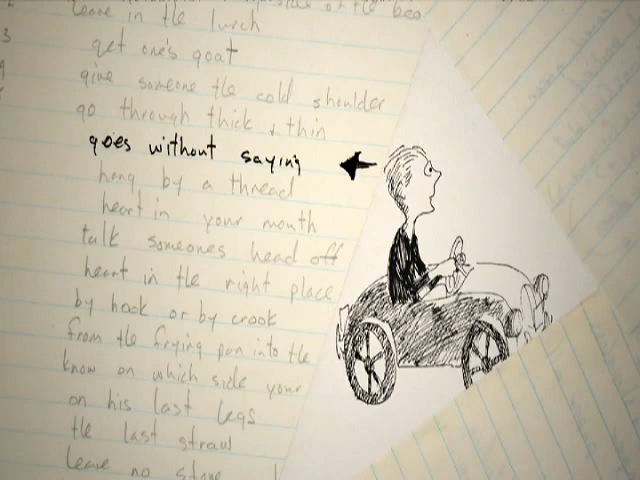 leave in the lurch
get one's goat
give someone the cold shoulder
go through thick & thin
goes without saying
hang by a thread
heart in your mouth
talk someones head off
heart in the right place
by hook or by crook
from the frying pan into the
know on which side your
on his last legs
the last straw
leave no stone